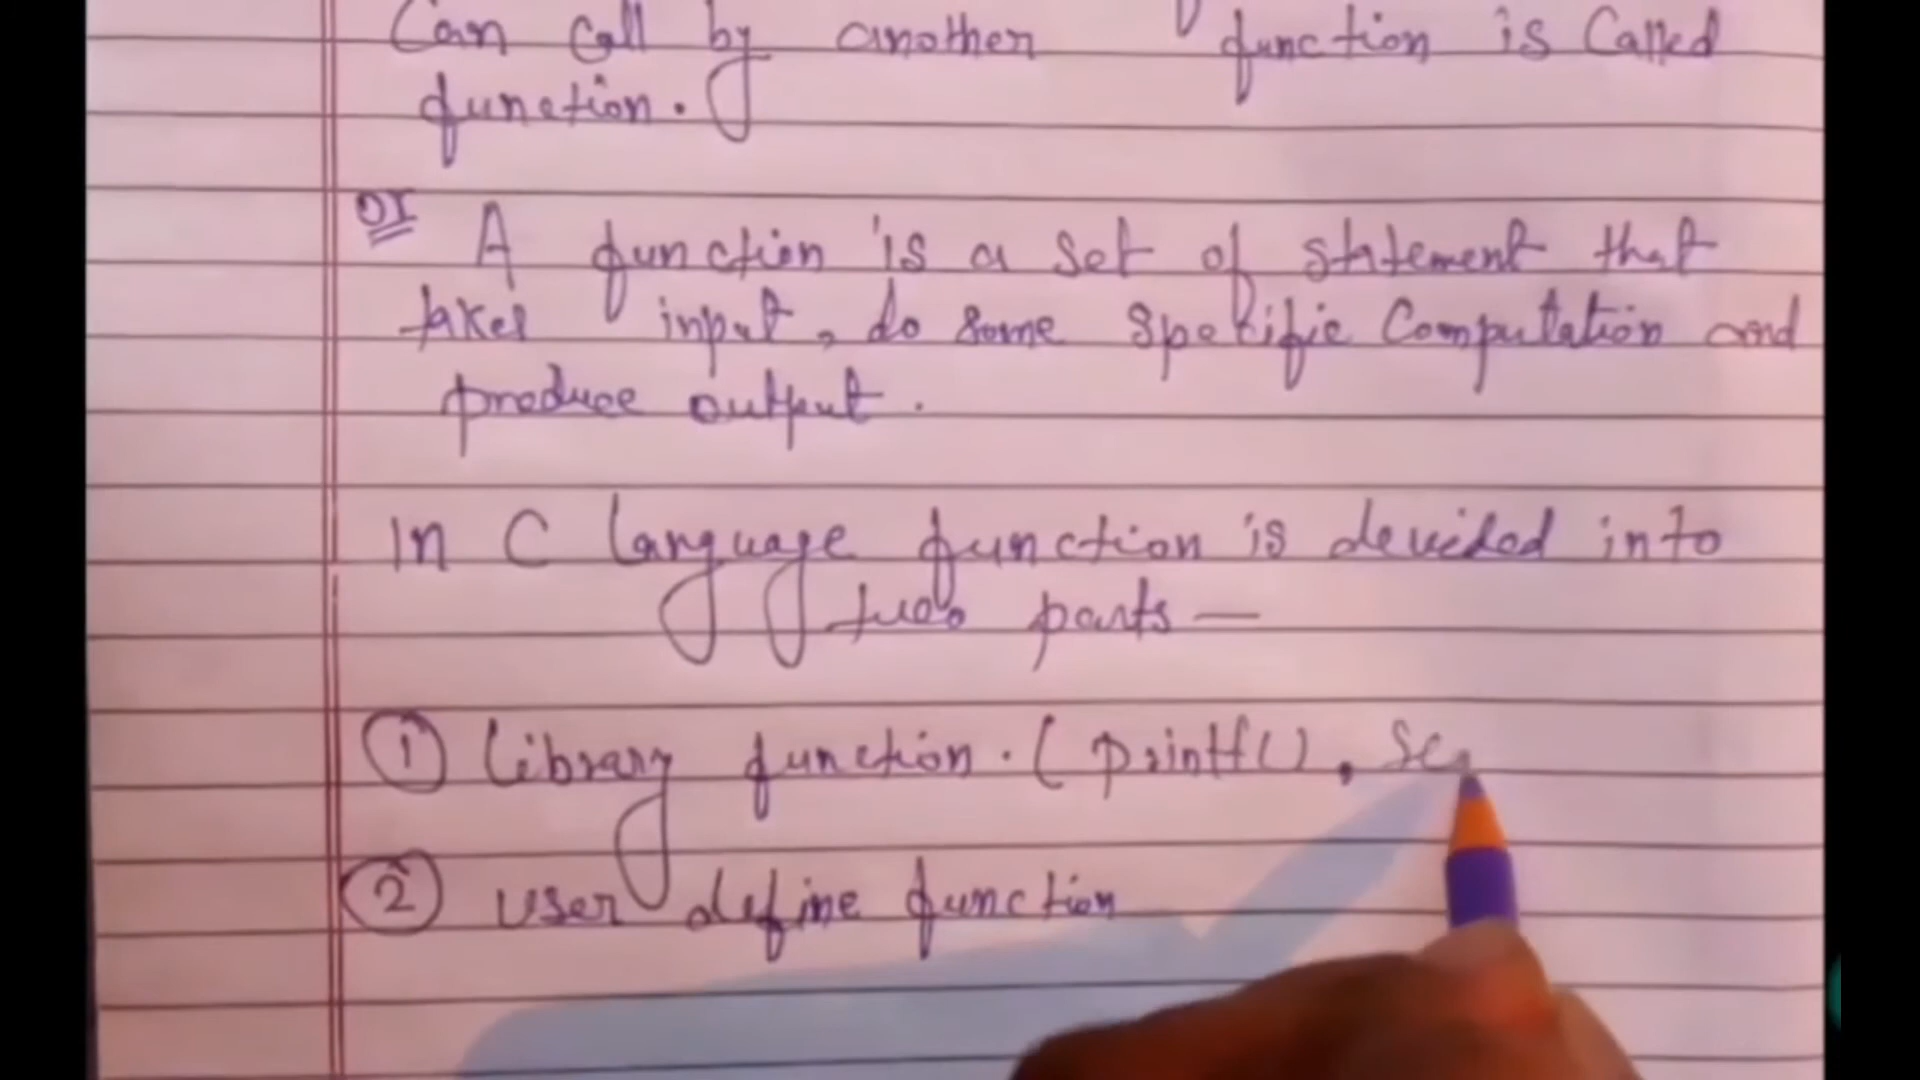 Can call by another function is Called
function.
or A function is a set of statement that
takes input, do some spekific Computation and
produce output.
In C language function is devided into
two parts —
① Library function. ( printf(), Sca
② user define function